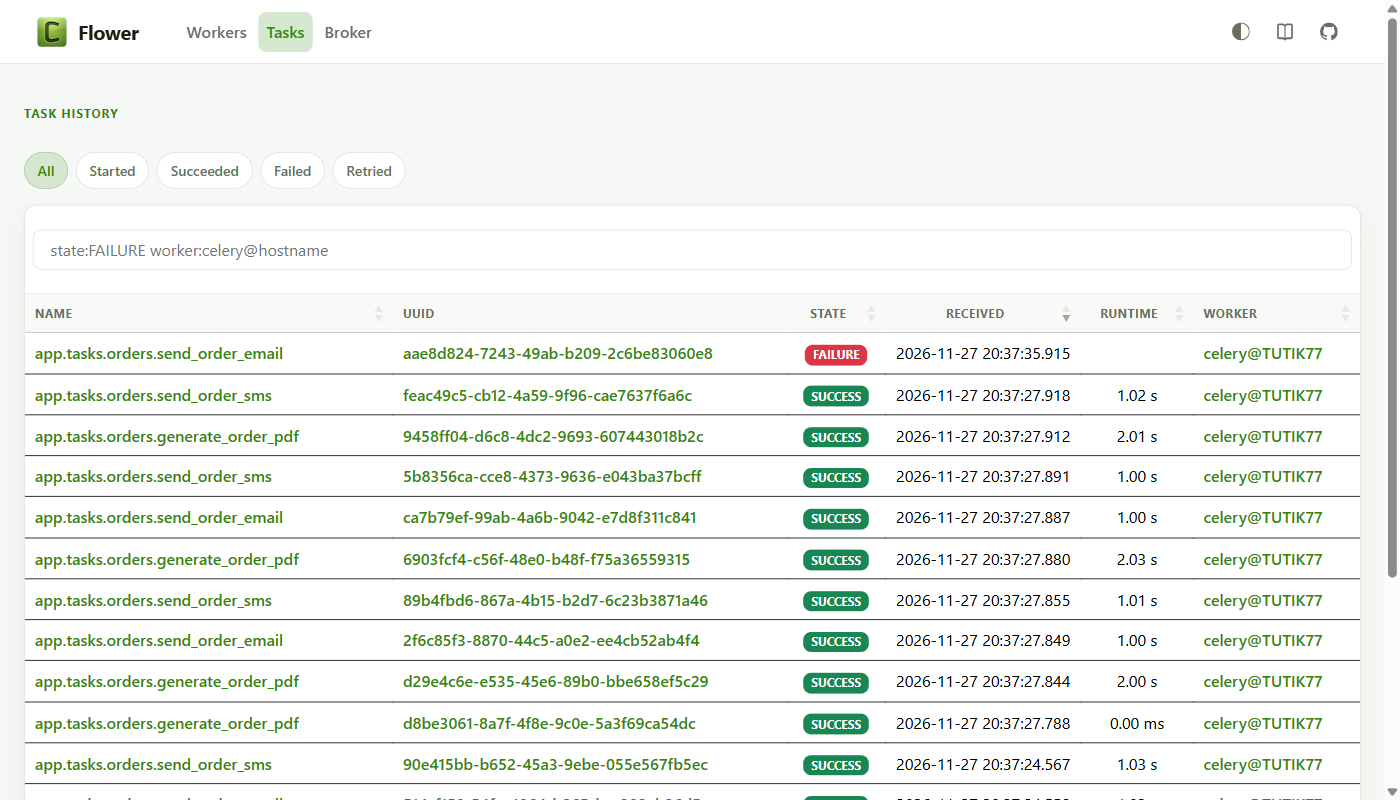 C Flower Workers Tasks Broker
TASK HISTORY
All Started Succeeded Failed Retried
state:FAILURE worker:celery@hostname
NAME UUID STATE RECEIVED RUNTIME WORKER
app.tasks.orders.send_order_email aae8d824-7243-49ab-b209-2c6be83060e8 FAILURE 2026-11-27 20:37:35.915 celery@TUTIK77
app.tasks.orders.send_order_sms feac49c5-cb12-4a59-9f96-cae7637f6a6c SUCCESS 2026-11-27 20:37:27.918 1.02 s celery@TUTIK77
app.tasks.orders.generate_order_pdf 9458ff04-d6c8-4dc2-9693-607443018b2c SUCCESS 2026-11-27 20:37:27.912 2.01 s celery@TUTIK77
app.tasks.orders.send_order_sms 5b8356ca-cce8-4373-9636-e043ba37bcff SUCCESS 2026-11-27 20:37:27.891 1.00 s celery@TUTIK77
app.tasks.orders.send_order_email ca7b79ef-99ab-4a6b-9042-e7d8f311c841 SUCCESS 2026-11-27 20:37:27.887 1.00 s celery@TUTIK77
app.tasks.orders.generate_order_pdf 6903fcf4-c56f-48e0-b48f-f75a36559315 SUCCESS 2026-11-27 20:37:27.880 2.03 s celery@TUTIK77
app.tasks.orders.send_order_sms 89b4fbd6-867a-4b15-b2d7-6c23b3871a46 SUCCESS 2026-11-27 20:37:27.855 1.01 s celery@TUTIK77
app.tasks.orders.send_order_email 2f6c85f3-8870-44c5-a0e2-ee4cb52ab4f4 SUCCESS 2026-11-27 20:37:27.849 1.00 s celery@TUTIK77
app.tasks.orders.generate_order_pdf d29e4c6e-e535-45e6-89b0-bbe658ef5c29 SUCCESS 2026-11-27 20:37:27.844 2.00 s celery@TUTIK77
app.tasks.orders.generate_order_pdf d8be3061-8a7f-4f8e-9c0e-5a3f69ca54dc SUCCESS 2026-11-27 20:37:27.788 0.00 ms celery@TUTIK77
app.tasks.orders.send_order_sms 90e415bb-b652-45a3-9ebe-055e567fb5ec SUCCESS 2026-11-27 20:37:24.567 1.03 s celery@TUTIK77